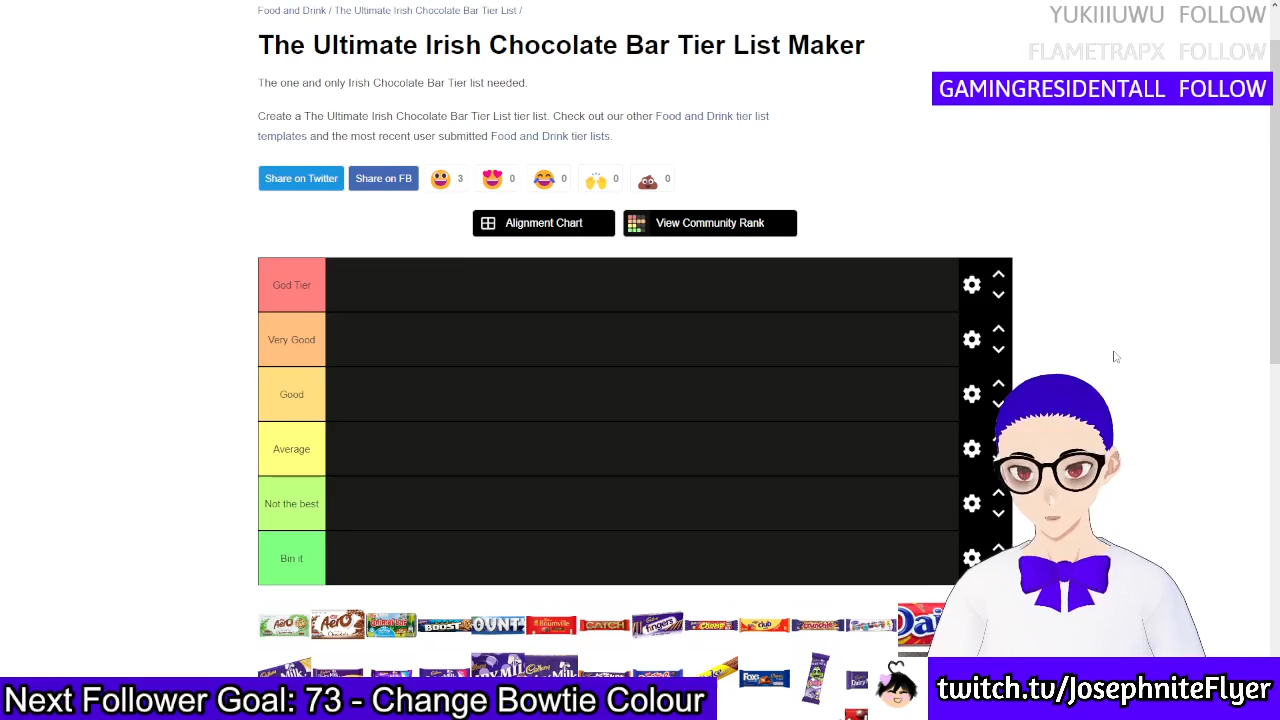 Food and Drink / The Ultimate Irish Chocolate Bar Tier List /
YUKIIIUWU FOLLOW
The Ultimate Irish Chocolate Bar Tier List Maker
FLAMETRAPX FOLLOW
The one and only Irish Chocolate Bar Tier list needed.
GAMINGRESIDENTALL FOLLOW
Create a The Ultimate Irish Chocolate Bar Tier List tier list. Check out our other Food and Drink tier list
templates and the most recent user submitted Food and Drink tier lists.
Share on Twitter Share on FB 3 0 0 0 0
Alignment Chart View Community Rank
God Tier
Very Good
Good
Average
Not the best
Bin it
Aero Aero BOOST OUNT Bournville CATCH Fingers CHOMP club Crunchie Dai
Fox's Dairy
Next Follower Goal: 73 - Change Bowtie Colour
twitch.tv/JosephniteFlyer